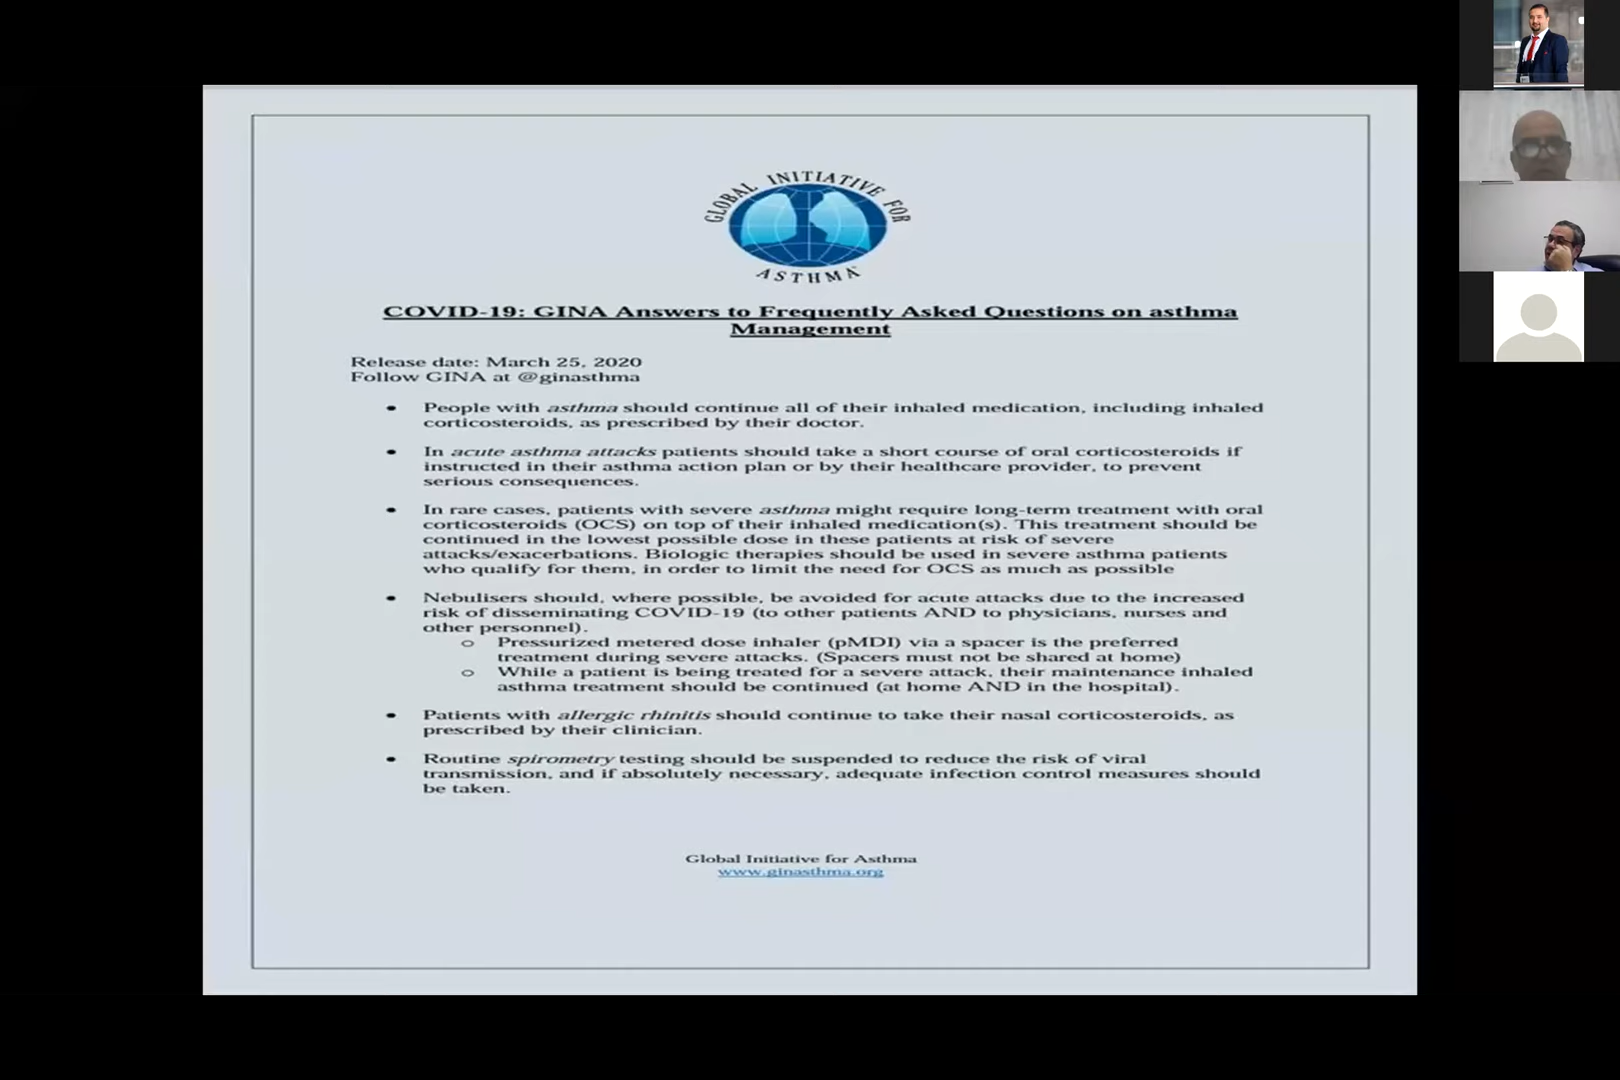 GLOBAL INITIATIVE FOR
ASTHMA
COVID-19: GINA Answers to Frequently Asked Questions on asthma
Management
Release date: March 25, 2020
Follow GINA at @ginasthma
• People with asthma should continue all of their inhaled medication, including inhaled
corticosteroids, as prescribed by their doctor.
• In acute asthma attacks patients should take a short course of oral corticosteroids if
instructed in their asthma action plan or by their healthcare provider, to prevent
serious consequences.
• In rare cases, patients with severe asthma might require long-term treatment with oral
corticosteroids (OCS) on top of their inhaled medication(s). This treatment should be
continued in the lowest possible dose in these patients at risk of severe
attacks/exacerbations. Biologic therapies should be used in severe asthma patients
who qualify for them, in order to limit the need for OCS as much as possible
• Nebulisers should, where possible, be avoided for acute attacks due to the increased
risk of disseminating COVID-19 (to other patients AND to physicians, nurses and
other personnel).
o Pressurized metered dose inhaler (pMDI) via a spacer is the preferred
treatment during severe attacks. (Spacers must not be shared at home)
o While a patient is being treated for a severe attack, their maintenance inhaled
asthma treatment should be continued (at home AND in the hospital).
• Patients with allergic rhinitis should continue to take their nasal corticosteroids, as
prescribed by their clinician.
• Routine spirometry testing should be suspended to reduce the risk of viral
transmission, and if absolutely necessary, adequate infection control measures should
be taken.
Global Initiative for Asthma
www.ginasthma.org